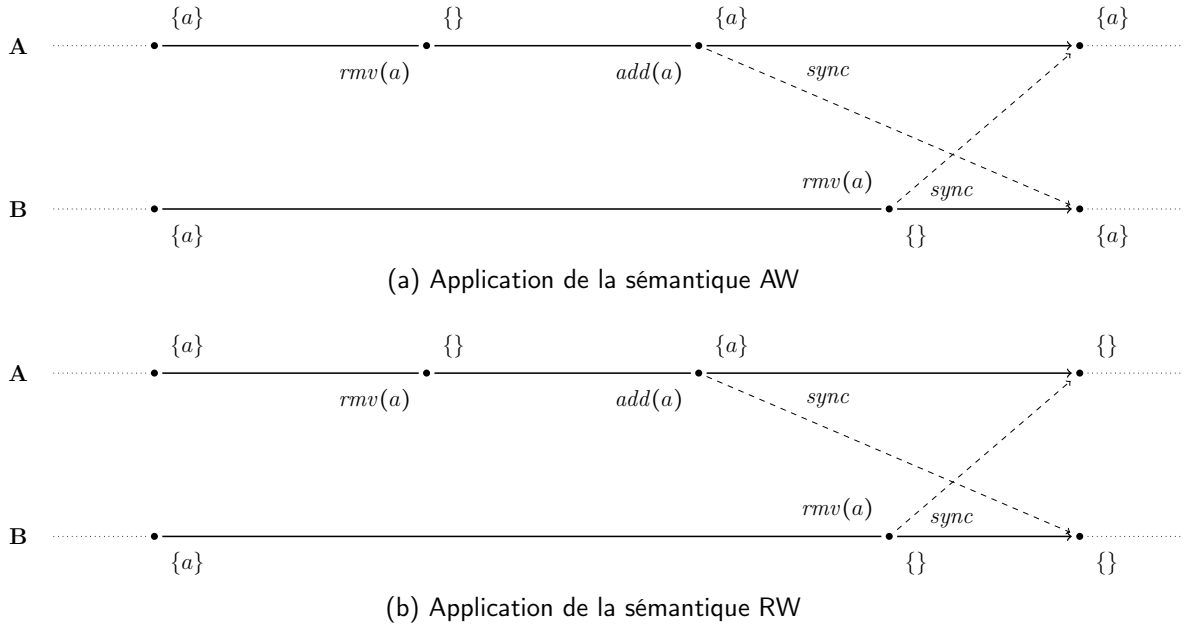 {a} {} {a} {a}
A
rmv(a) add(a) sync
rmv(a) sync
B
{a} {} {a}
(a) Application de la sémantique AW
{a} {} {a} {}
A
rmv(a) add(a) sync
rmv(a) sync
B
{a} {} {}
(b) Application de la sémantique RW